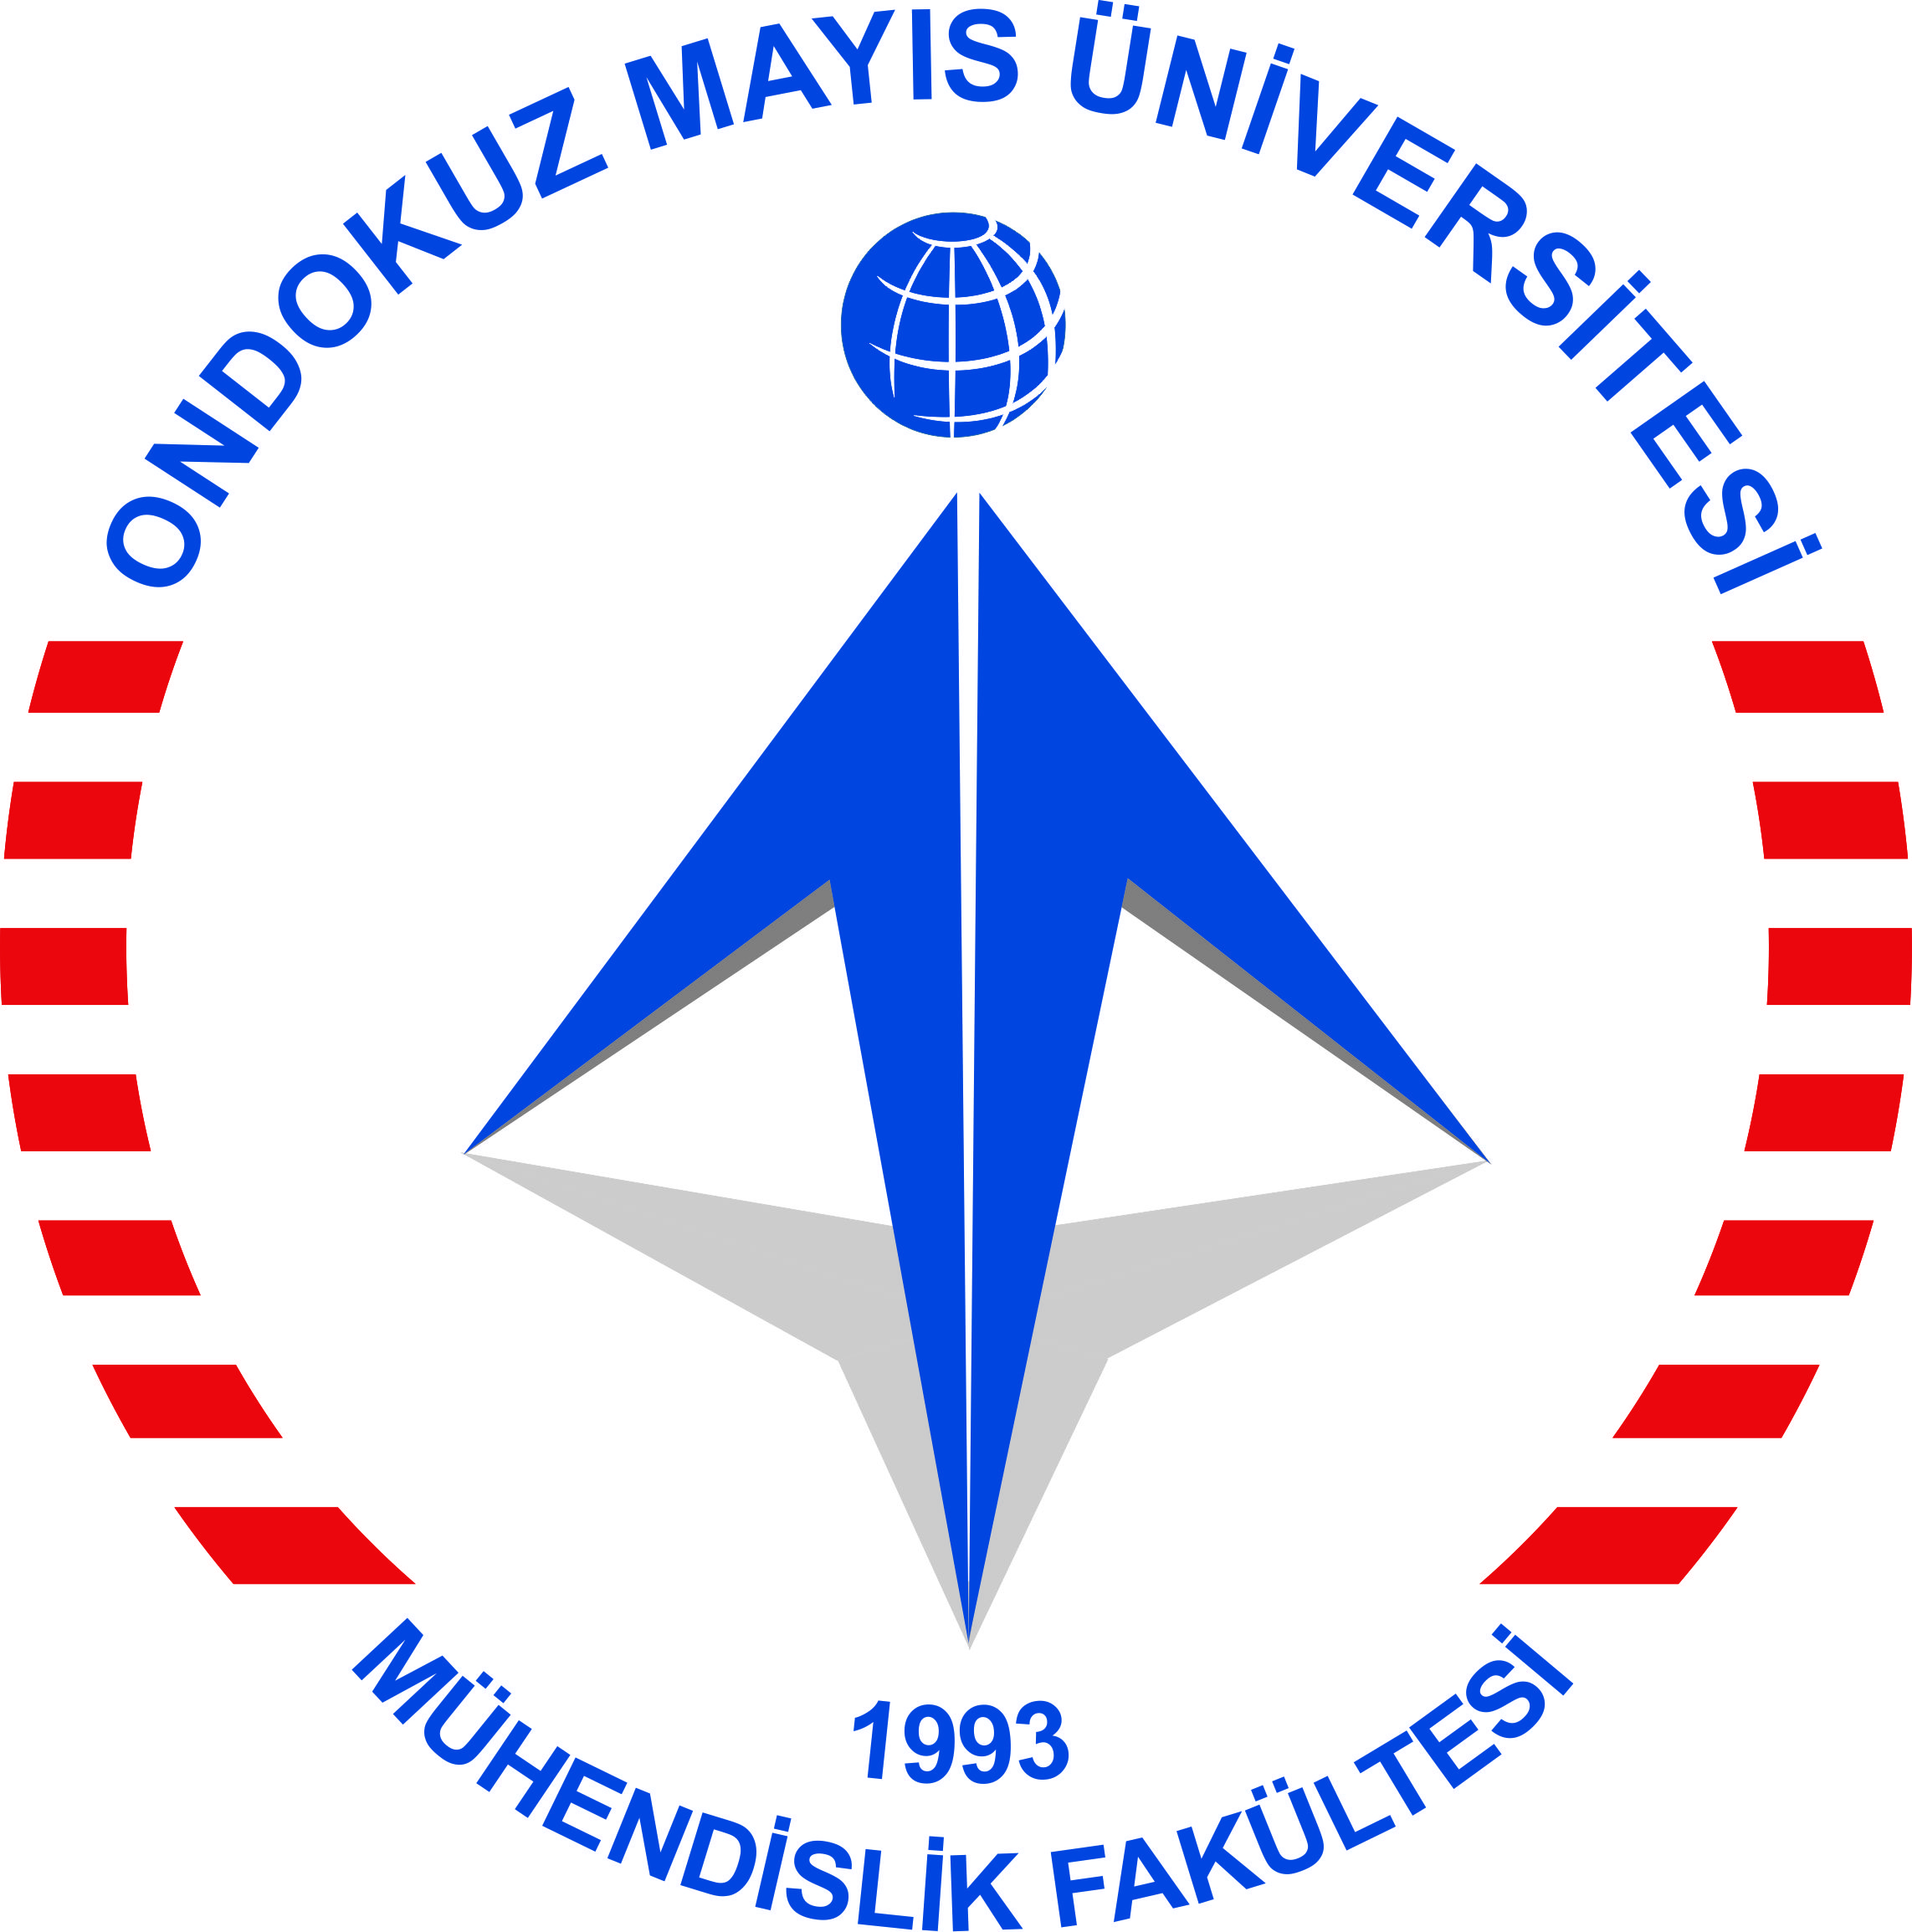 ONDOKUZ MAYIS ÜNİVERSİTESİ
1993
MÜHENDİSLİK FAKÜLTESİ